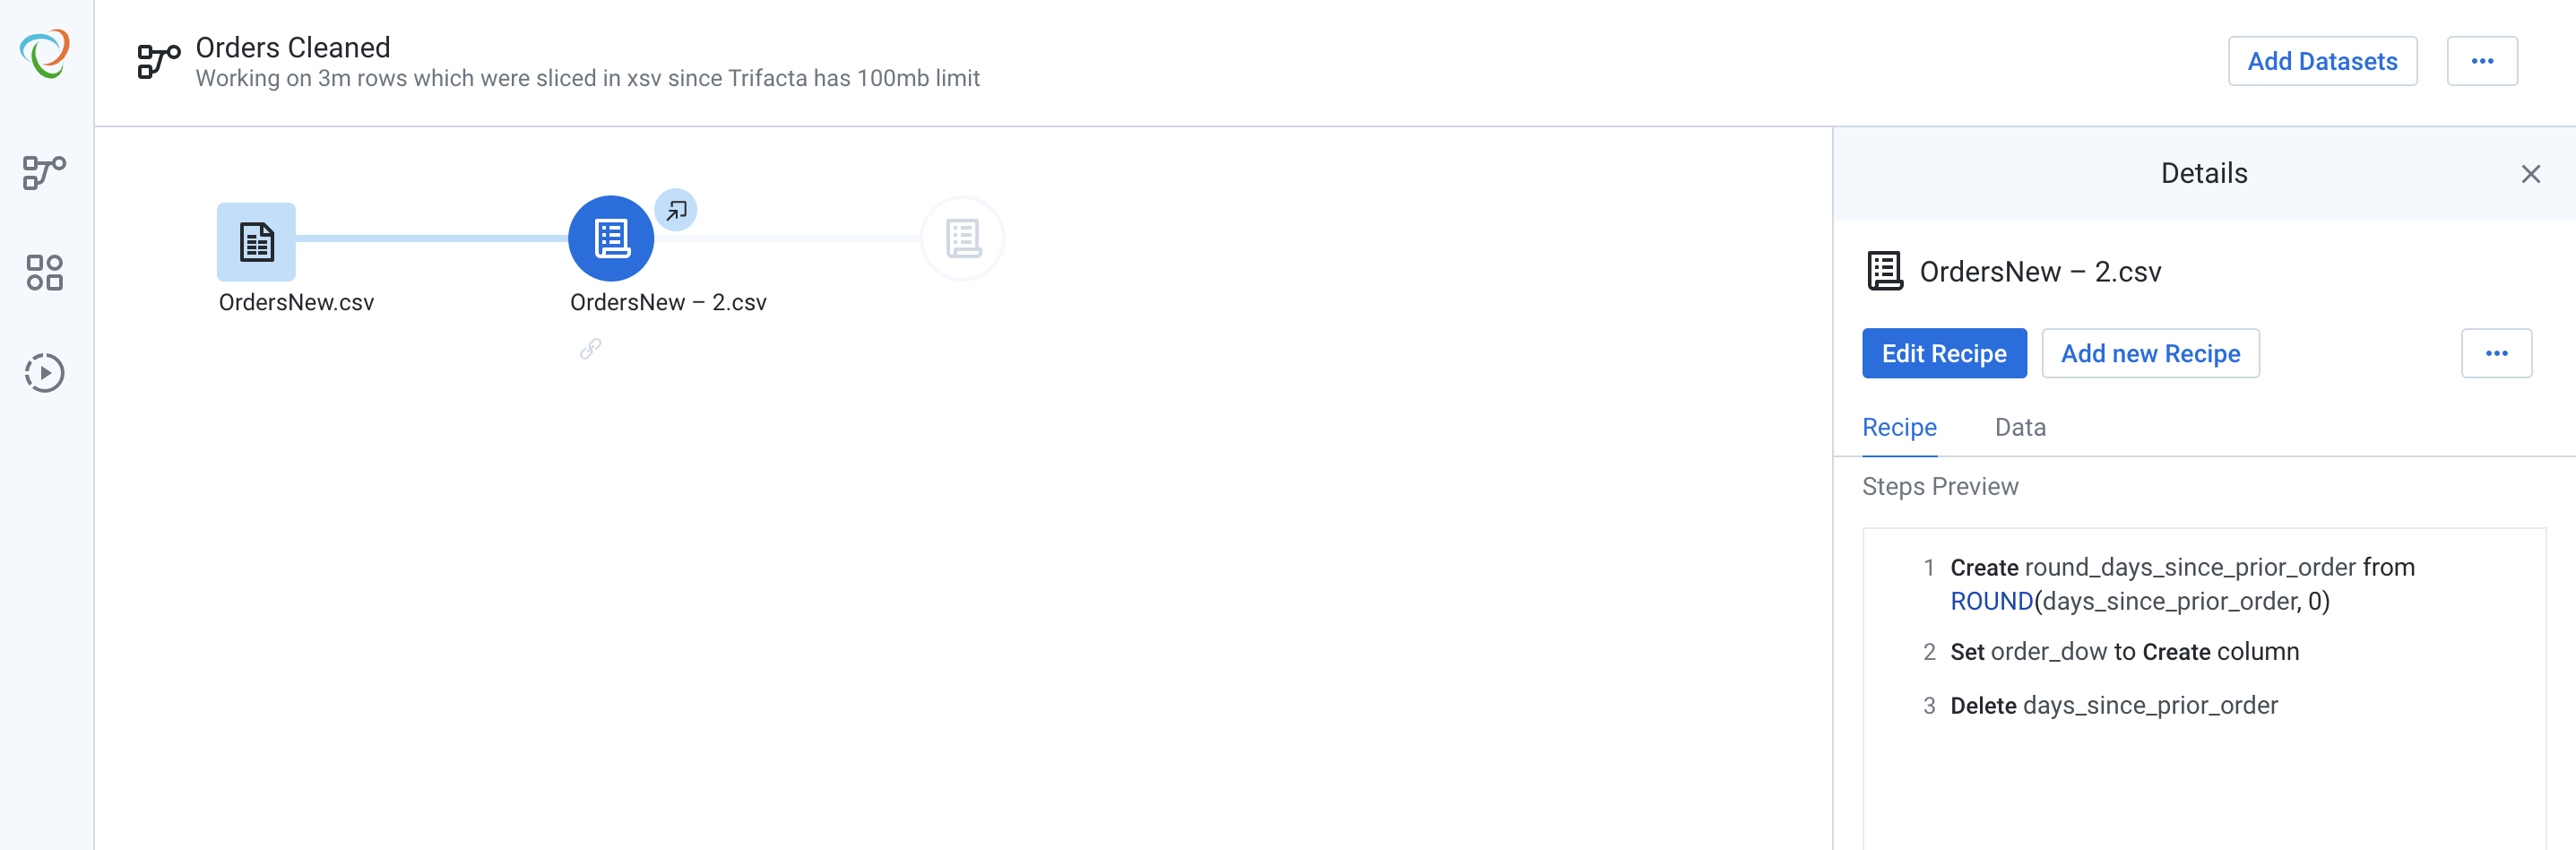 Orders Cleaned
Working on 3m rows which were sliced in xsv since Trifacta has 100mb limit
Add Datasets
OrdersNew.csv
OrdersNew – 2.csv
Details
OrdersNew – 2.csv
Edit Recipe
Add new Recipe
Recipe
Data
Steps Preview
1 Create round_days_since_prior_order from
ROUND(days_since_prior_order, 0)
2 Set order_dow to Create column
3 Delete days_since_prior_order